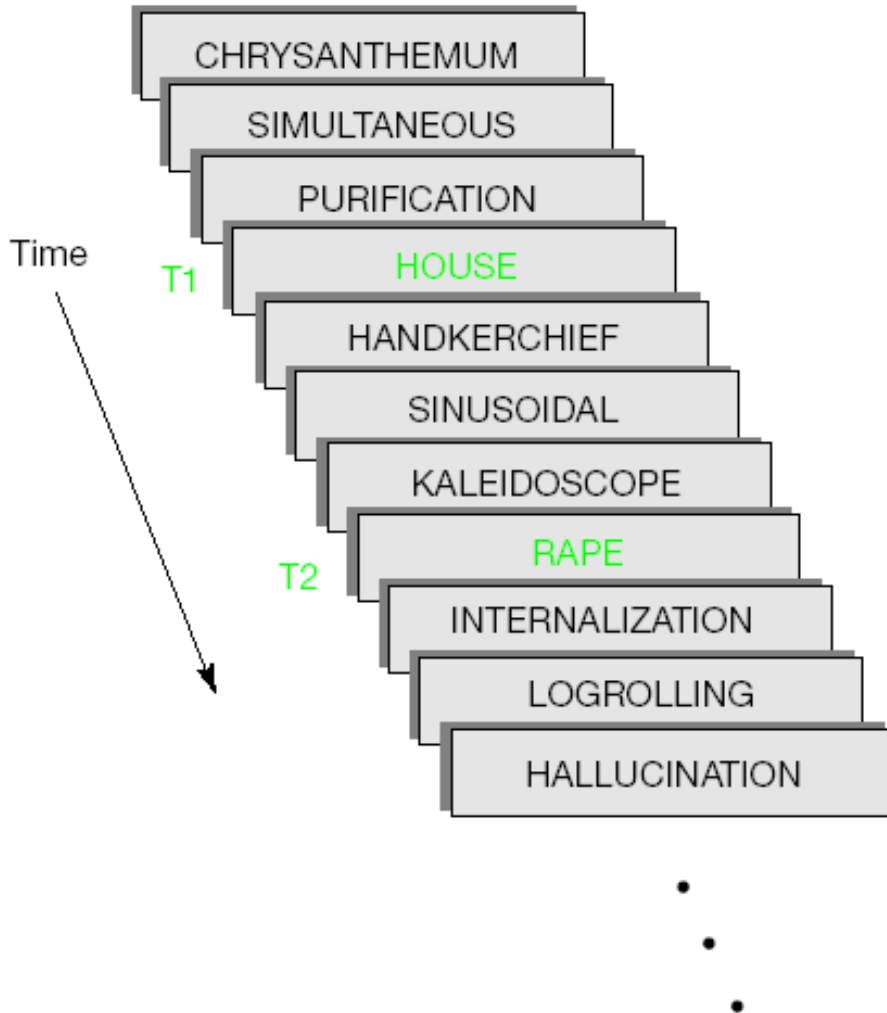 CHRYSANTHEMUM
SIMULTANEOUS
PURIFICATION
Time
T1 HOUSE
HANDKERCHIEF
SINUSOIDAL
KALEIDOSCOPE
T2 RAPE
INTERNALIZATION
LOGROLLING
HALLUCINATION